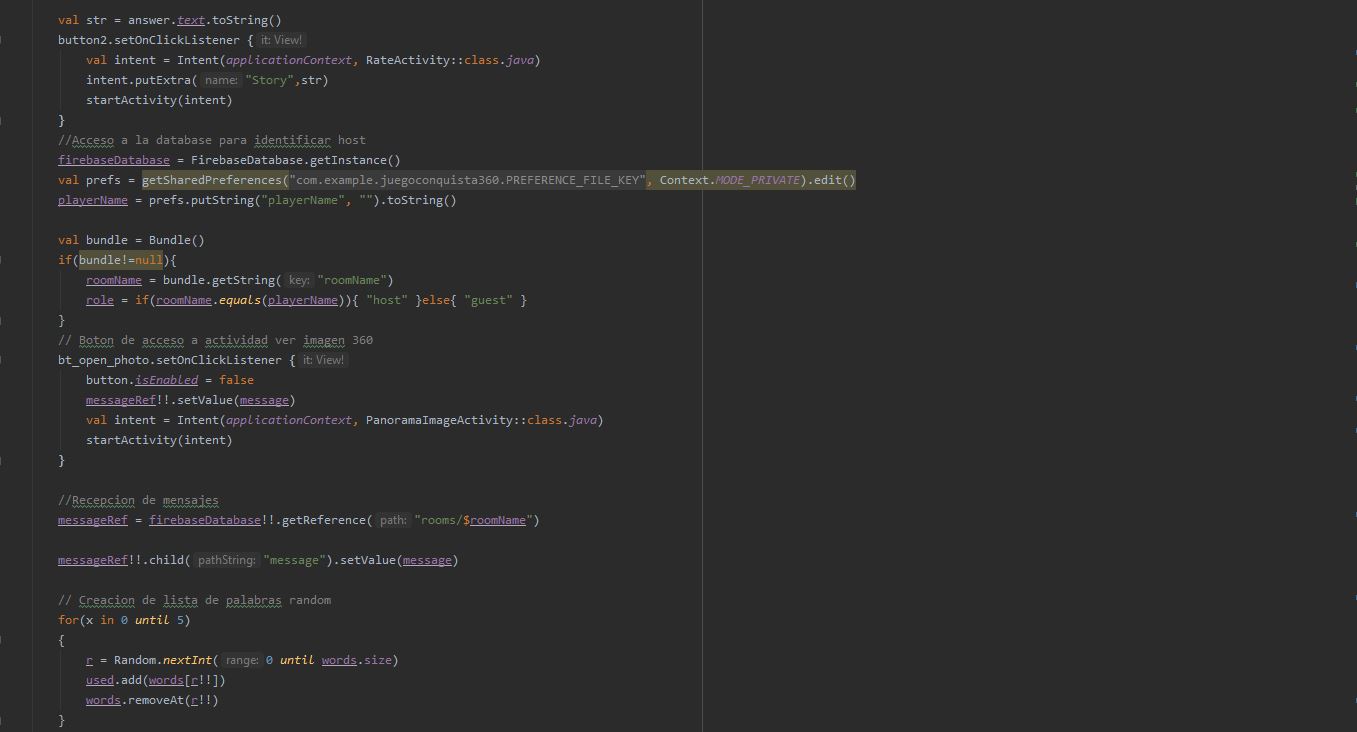 val str = answer.text.toString()
button2.setOnClickListener { it: View!
val intent = Intent(applicationContext, RateActivity::class.java)
intent.putExtra( name: "Story",str)
startActivity(intent)
}
//Acceso a la database para identificar host
firebaseDatabase = FirebaseDatabase.getInstance()
val prefs = getSharedPreferences("com.example.juegoconquista360.PREFERENCE_FILE_KEY", Context.MODE_PRIVATE).edit()
playerName = prefs.putString("playerName", "").toString()
val bundle = Bundle()
if(bundle!=null){
roomName = bundle.getString( key: "roomName")
role = if(roomName.equals(playerName)){ "host" }else{ "guest" }
}
// Boton de acceso a actividad ver imagen 360
bt_open_photo.setOnClickListener { it: View!
button.isEnabled = false
messageRef!!.setValue(message)
val intent = Intent(applicationContext, PanoramaImageActivity::class.java)
startActivity(intent)
}
//Recepcion de mensajes
messageRef = firebaseDatabase!!.getReference( path: "rooms/$roomName")
messageRef!!.child( pathString: "message").setValue(message)
// Creacion de lista de palabras random
for(x in 0 until 5)
{
r = Random.nextInt( range: 0 until words.size)
used.add(words[r!!])
words.removeAt(r!!)
}